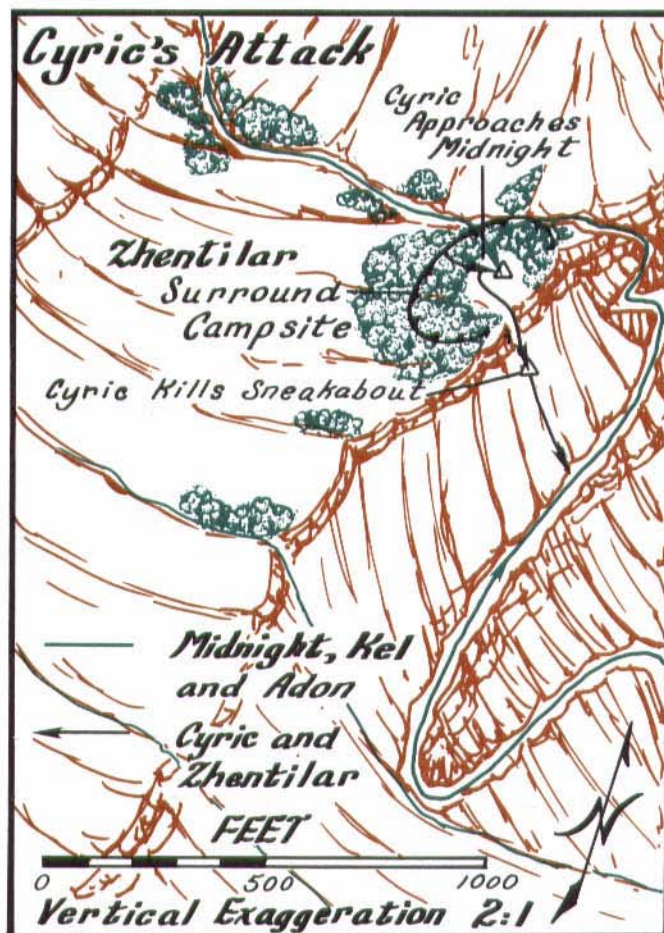 Cyric's Attack
Cyric
Approaches
Midnight
Zhentilar
Surround
Campsite
Cyric Kills Sneakabout
Midnight, Kel
and Adon
Cyric and
Zhentilar
N
FEET
0 500 1000
Vertical Exaggeration 2:1